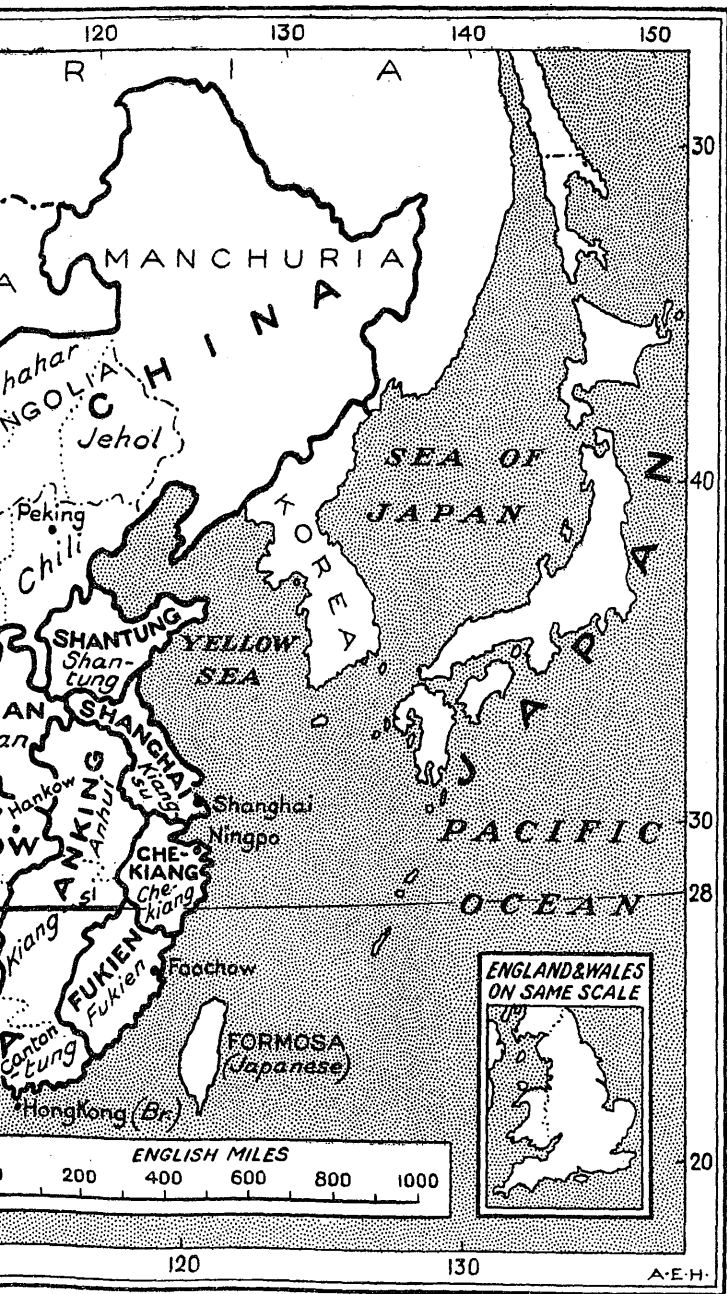 120 130 140 150
R I A
30
MANCHURIA
A
CHINA
hahar
NGOLIA
Jehol
SEA OF
JAPAN
JAPAN
40
Peking
Chili
KOREA
SHANTUNG
Shan-
tung
YELLOW
SEA
AN
an
SHANGHAI
Kiang
su
ANKING
Anhui
Hankow
W
Shanghai
Ningpo
30
PACIFIC
OCEAN
CHE-
KIANG
Che-
kiang
28
si
Kiang
FUKIEN
Fukien
Foochow
ENGLAND&WALES
ON SAME SCALE
FORMOSA
(Japanese)
A
Canton
-tung
HongKong (Br.)
ENGLISH MILES
0 200 400 600 800 1000
20
120 130
A.E.H.